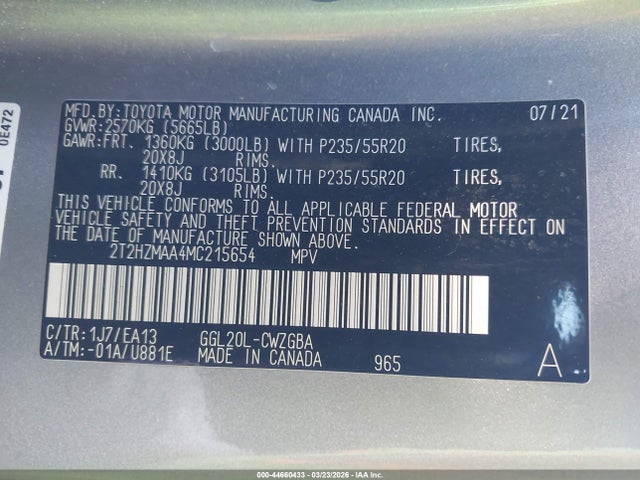 0E472
MFD.BY:TOYOTA MOTOR MANUFACTURING CANADA INC. 07/21
GVWR:2570KG (5665LB)
GAWR:FRT. 1360KG (3000LB) WITH P235/55R20 TIRES,
20X8J RIMS.
RR. 1410KG (3105LB) WITH P235/55R20 TIRES,
20X8J RIMS.
THIS VEHICLE CONFORMS TO ALL APPLICABLE FEDERAL MOTOR
VEHICLE SAFETY AND THEFT PREVENTION STANDARDS IN EFFECT ON
THE DATE OF MANUFACTURE SHOWN ABOVE.
2T2HZMAA4MC215654 MPV
C/TR:1J7/EA13 GGL20L-CWZGBA
A/TM:-01A/U881E MADE IN CANADA 965 A
000-44660433 - 03/23/2026 - IAA Inc.